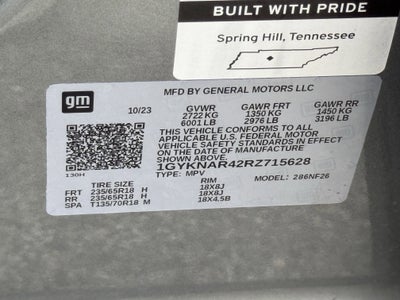 BUILT WITH PRIDE
Spring Hill, Tennessee
MFD BY GENERAL MOTORS LLC
gm
10/23 GVWR GAWR FRT GAWR RR
2722 KG 1350 KG 1450 KG
6001 LB 2976 LB 3196 LB
THIS VEHICLE CONFORMS TO ALL
APPLICABLE U.S. FEDERAL MOTOR
VEHICLE SAFETY STANDARDS IN EFFECT
ON THE DATE OF MANUFACTURE
SHOWN ABOVE.
1GYKNAR42RZ715628
130H TYPE: MPV MODEL: 286NF26
TIRE SIZE RIM
FRT 235/65R18 H 18X8J
RR 235/65R18 H 18X8J
SPA T135/70R18 M 18X4.5B